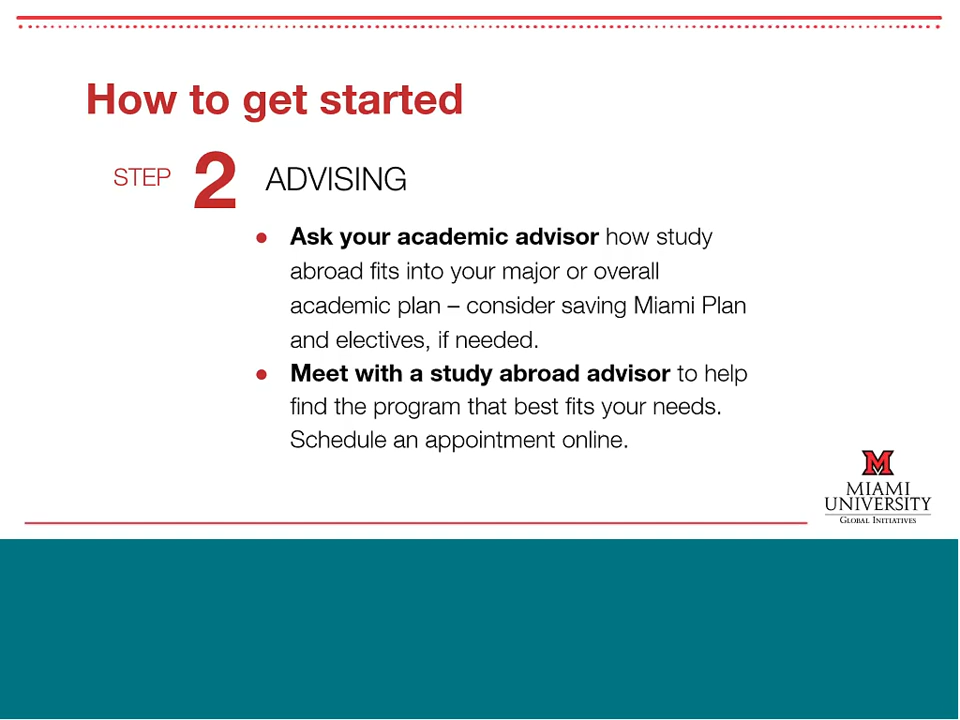 How to get started
STEP 2 ADVISING
● Ask your academic advisor how study
abroad fits into your major or overall
academic plan – consider saving Miami Plan
and electives, if needed.
● Meet with a study abroad advisor to help
find the program that best fits your needs.
Schedule an appointment online.
M
MIAMI
UNIVERSITY
GLOBAL INITIATIVES